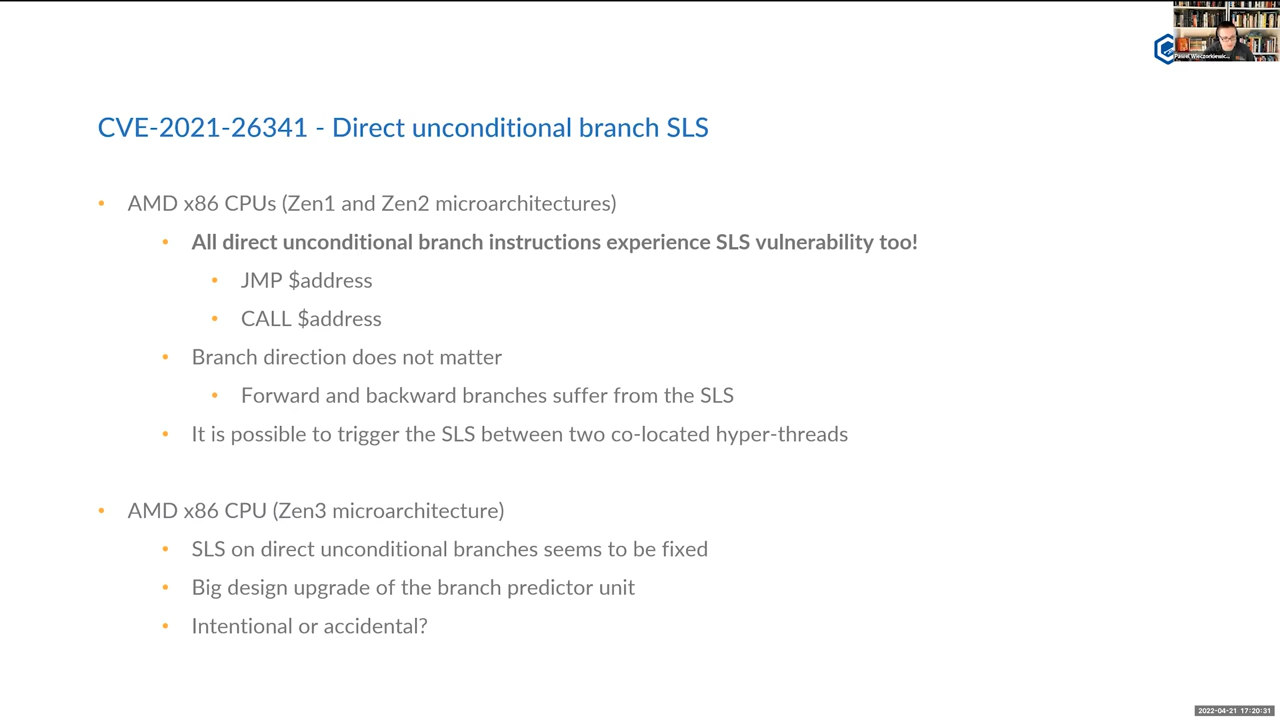 Pawel Wieczorkiewic...
CVE-2021-26341 - Direct unconditional branch SLS
• AMD x86 CPUs (Zen1 and Zen2 microarchitectures)
• All direct unconditional branch instructions experience SLS vulnerability too!
• JMP $address
• CALL $address
• Branch direction does not matter
• Forward and backward branches suffer from the SLS
• It is possible to trigger the SLS between two co-located hyper-threads
• AMD x86 CPU (Zen3 microarchitecture)
• SLS on direct unconditional branches seems to be fixed
• Big design upgrade of the branch predictor unit
• Intentional or accidental?
2022-04-21 17:20:31